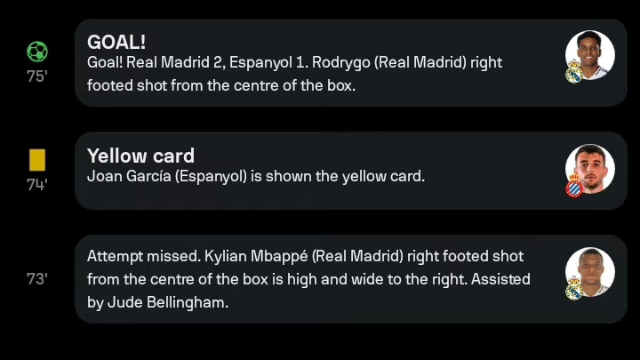 75'
GOAL!
Goal! Real Madrid 2, Espanyol 1. Rodrygo (Real Madrid) right
footed shot from the centre of the box.
74'
Yellow card
Joan García (Espanyol) is shown the yellow card.
73'
Attempt missed. Kylian Mbappé (Real Madrid) right footed shot
from the centre of the box is high and wide to the right. Assisted
by Jude Bellingham.